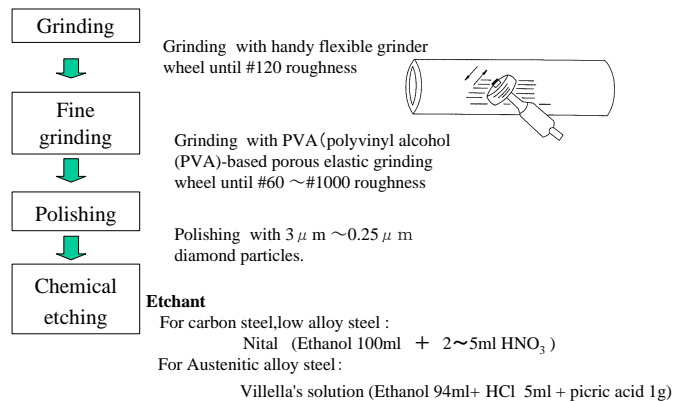 Grinding
Grinding with handy flexible grinder
wheel until #120 roughness
Fine
grinding
Grinding with PVA(polyvinyl alcohol
(PVA)-based porous elastic grinding
wheel until #60 ～#1000 roughness
Polishing
Polishing with 3μm ～0.25μm
diamond particles.
Chemical
etching
Etchant
For carbon steel,low alloy steel :
Nital (Ethanol 100ml + 2～5ml HNO₃ )
For Austenitic alloy steel:
Villella's solution (Ethanol 94ml+ HCl 5ml + picric acid 1g)